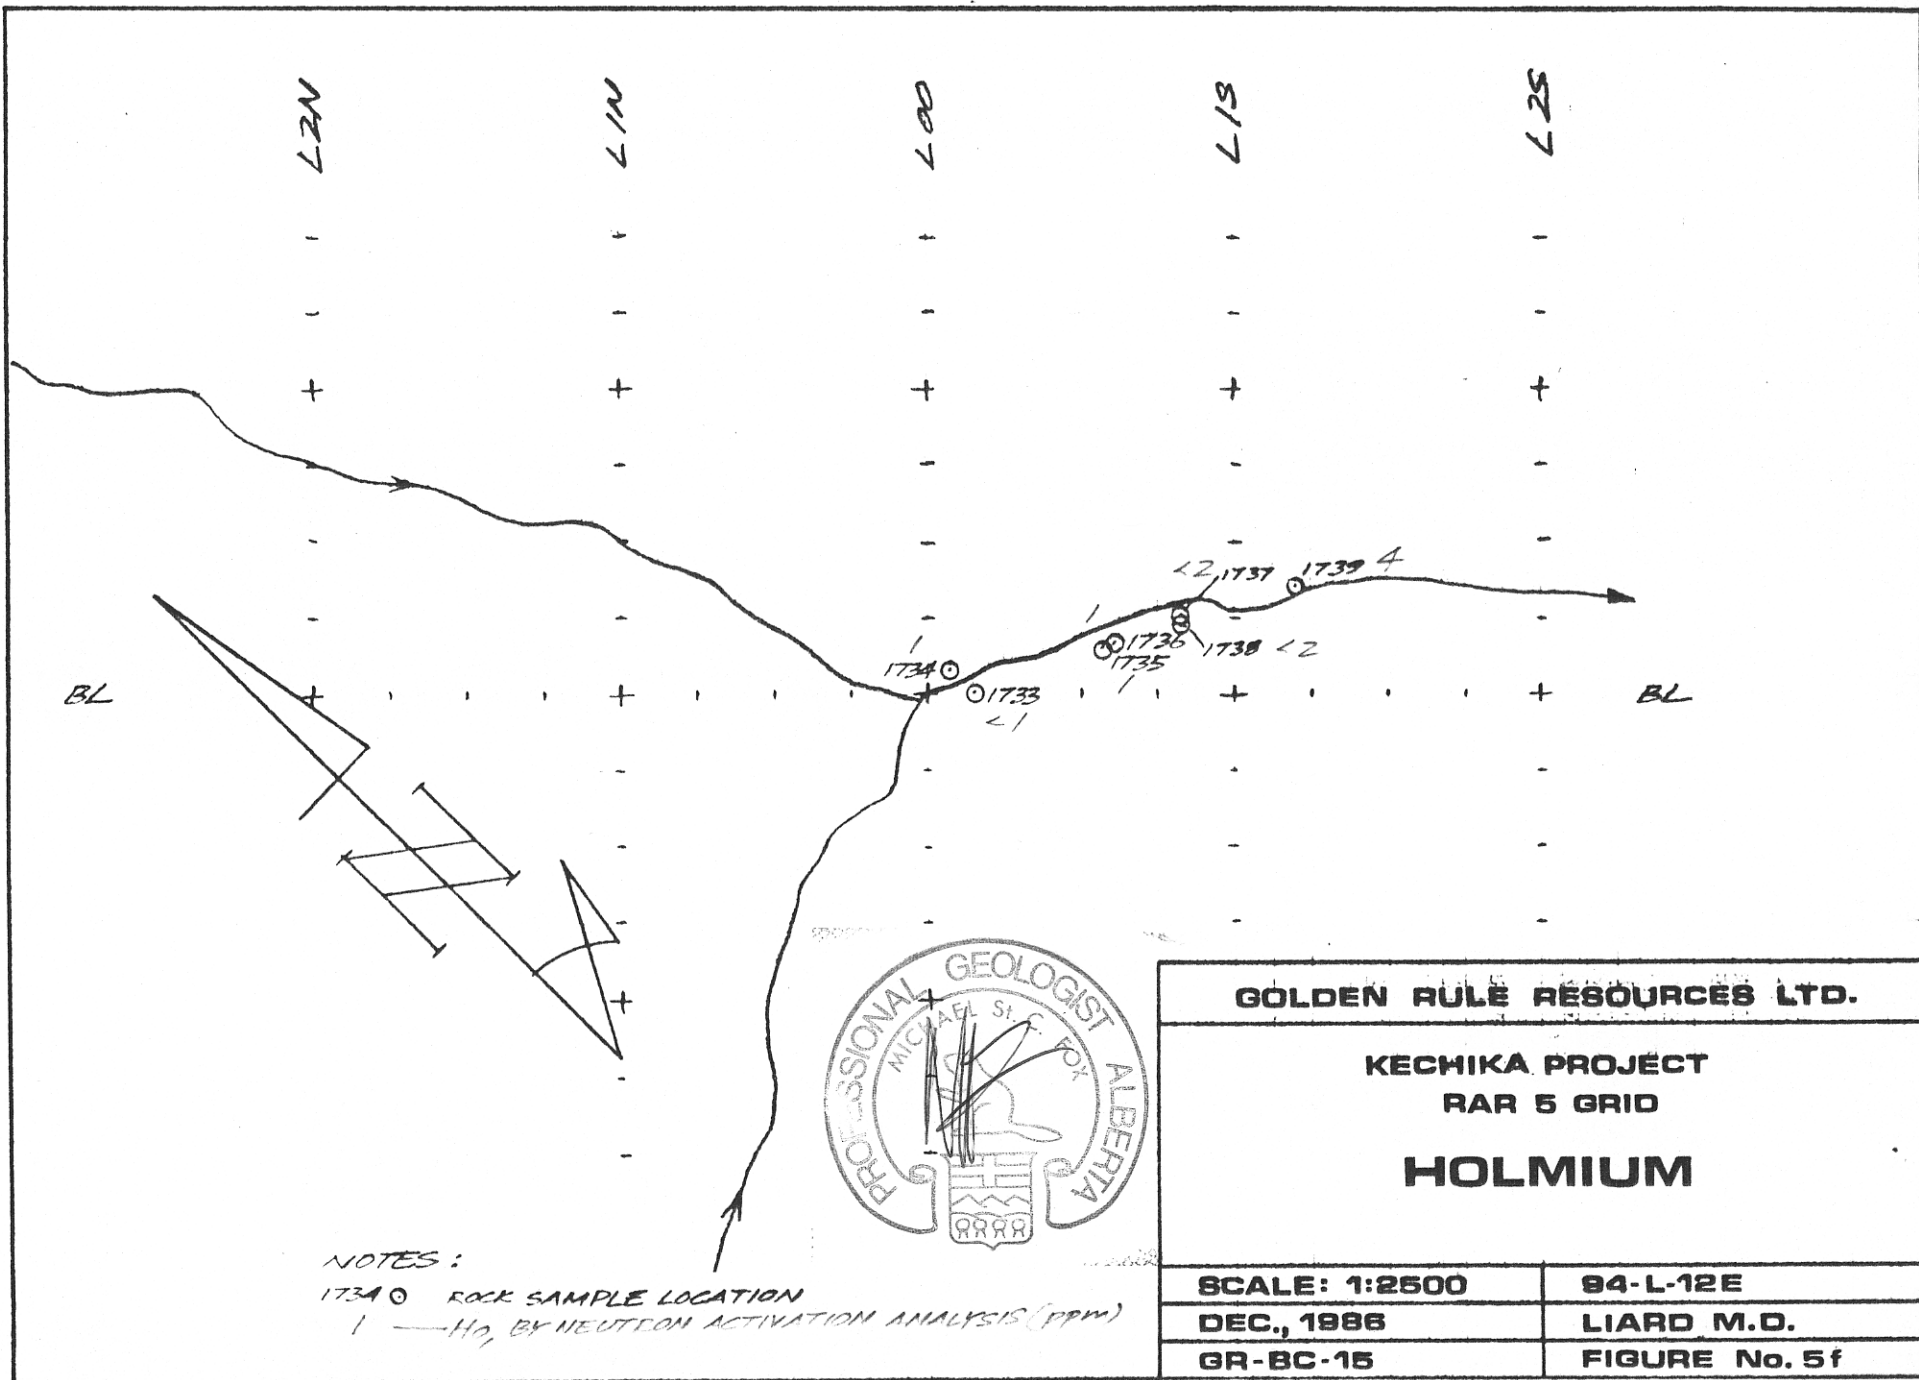 L2N
L1N
L00
L1S
L2S
<2 1737
1739 4
1
1736
1738 <2
1735
1
1
1734
1733
<1
BL
BL
N
PROFESSIONAL GEOLOGIST ALBERTA
MICHAEL St. C. FOX
GOLDEN RULE RESOURCES LTD.
KECHIKA PROJECT
RAR 5 GRID
HOLMIUM
SCALE: 1:2500
94-L-12E
DEC., 1986
LIARD M.D.
GR-BC-15
FIGURE No. 5f
NOTES:
1734 ROCK SAMPLE LOCATION
1 — Ho, BY NEUTRON ACTIVATION ANALYSIS (ppm)